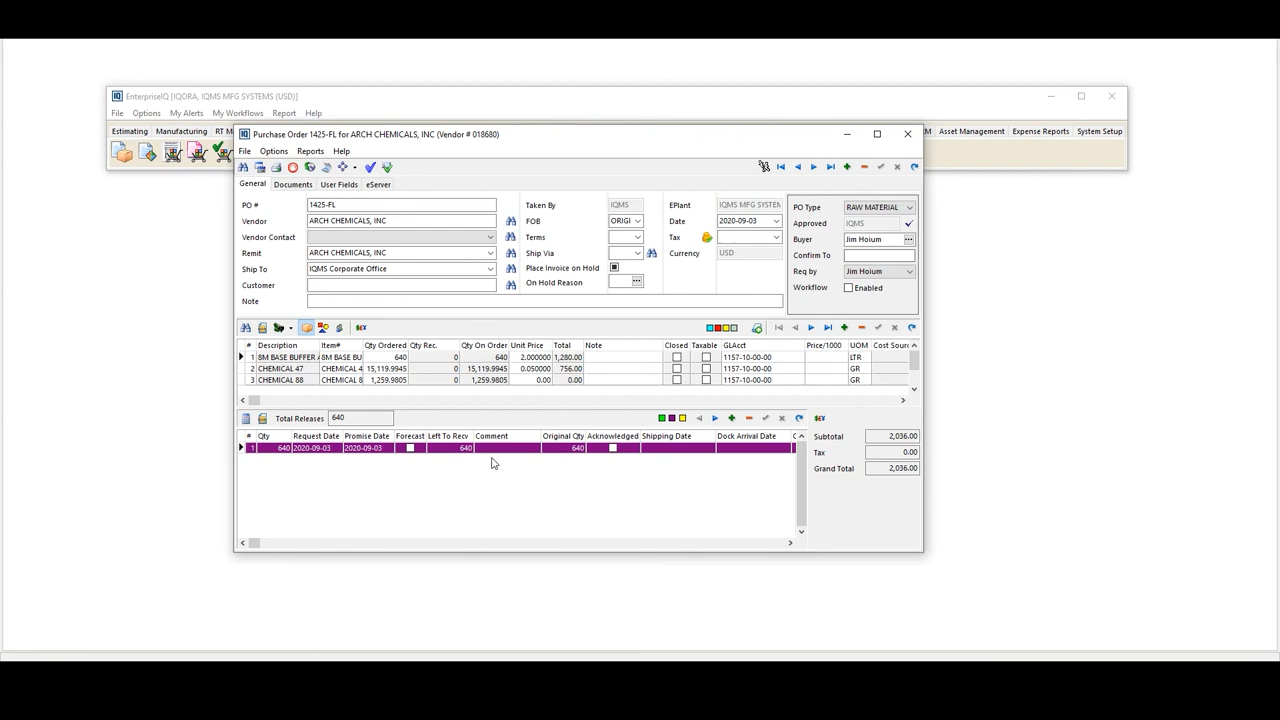 EnterpriseIQ [IQORA, IQMS MFG SYSTEMS (USD)]
File Options My Alerts My Workflows Report Help
Estimating Manufacturing RT M Asset Management Expense Reports System Setup
Purchase Order 1425-FL for ARCH CHEMICALS, INC (Vendor # 018680)
File Options Reports Help
General Documents User Fields eServer
PO # 1425-FL Taken By IQMS EPlant IQMS MFG SYSTEM PO Type RAW MATERIAL
Vendor ARCH CHEMICALS, INC FOB ORIGI Date 2020-09-03 Approved IQMS
Vendor Contact Terms Tax Buyer Jim Hoium
Remit ARCH CHEMICALS, INC Ship Via Currency USD Confirm To
Ship To IQMS Corporate Office Place Invoice on Hold Req by Jim Hoium
Customer On Hold Reason Workflow Enabled
Note
# Description Item# Qty Ordered Qty Rec. Qty On Order Unit Price Total Note Closed Taxable GLAcct Price/1000 UOM Cost Source
1 8M BASE BUFFER A 8M BASE BU 640 0 640 2.000000 1,280.00 1157-10-00-00 LTR
2 CHEMICAL 47 CHEMICAL 4 15,119.9945 0 15,119.9945 0.050000 756.00 1157-10-00-00 GR
3 CHEMICAL 88 CHEMICAL 8 1,259.9805 0 1,259.9805 0.00 0.00 1157-10-00-00 GR
Total Releases 640
# Qty Request Date Promise Date Forecast Left To Recv Comment Original Qty Acknowledged Shipping Date Dock Arrival Date
1 640 2020-09-03 2020-09-03 640 640
Subtotal 2,036.00
Tax 0.00
Grand Total 2,036.00